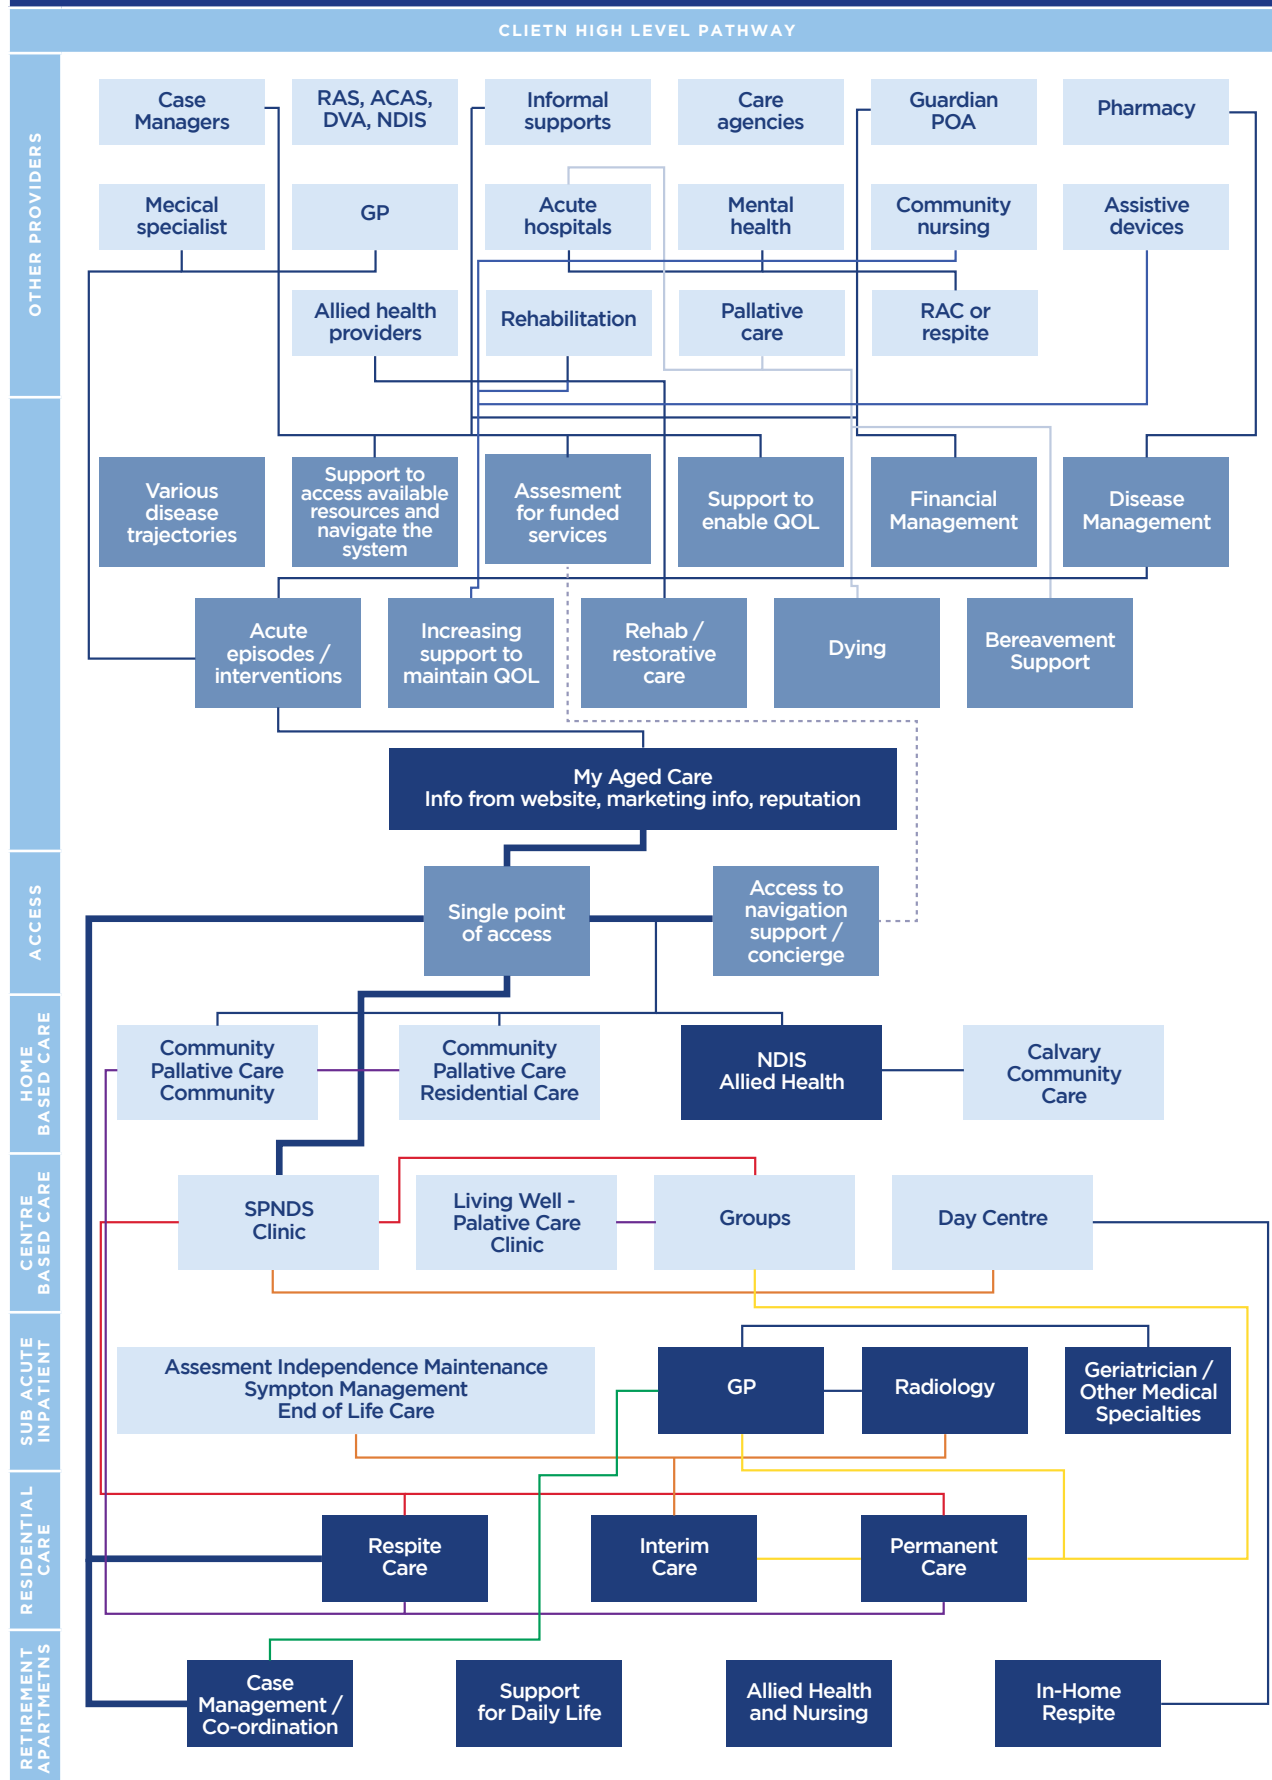 CLIETN HIGH LEVEL PATHWAY
OTHER PROVIDERS
Case
Managers
RAS, ACAS,
DVA, NDIS
Informal
supports
Care
agencies
Guardian
POA
Pharmacy
Mecical
specialist
GP
Acute
hospitals
Mental
health
Community
nursing
Assistive
devices
Allied health
providers
Rehabilitation
Pallative
care
RAC or
respite
Various
disease
trajectories
Support to
access available
resources and
navigate the
system
Assesment
for funded
services
Support to
enable QOL
Financial
Management
Disease
Management
Acute
episodes /
interventions
Increasing
support to
maintain QOL
Rehab /
restorative
care
Dying
Bereavement
Support
My Aged Care
Info from website, marketing info, reputation
ACCESS
Single point
of access
Access to
navigation
support /
concierge
HOME
BASED CARE
Community
Pallative Care
Community
Community
Pallative Care
Residential Care
NDIS
Allied Health
Calvary
Community
Care
CENTRE
BASED CARE
SPNDS
Clinic
Living Well -
Palative Care
Clinic
Groups
Day Centre
SUB ACUTE
INPATIENT
Assesment Independence Maintenance
Sympton Management
End of Life Care
GP
Radiology
Geriatrician /
Other Medical
Specialties
RESIDENTIAL
CARE
Respite
Care
Interim
Care
Permanent
Care
RETIREMENT
APARTMETNS
Case
Management /
Co-ordination
Support
for Daily Life
Allied Health
and Nursing
In-Home
Respite